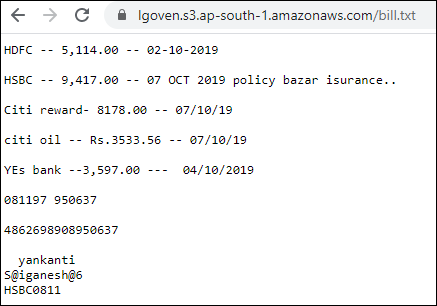 lgoven.s3.ap-south-1.amazonaws.com/bill.txt
HDFC -- 5,114.00 -- 02-10-2019
HSBC -- 9,417.00 -- 07 OCT 2019 policy bazar isurance..
Citi reward- 8178.00 -- 07/10/19
citi oil -- Rs.3533.56 -- 07/10/19
YEs bank --3,597.00 --- 04/10/2019
081197 950637
4862698908950637
yankanti
S@iganesh@6
HSBC0811